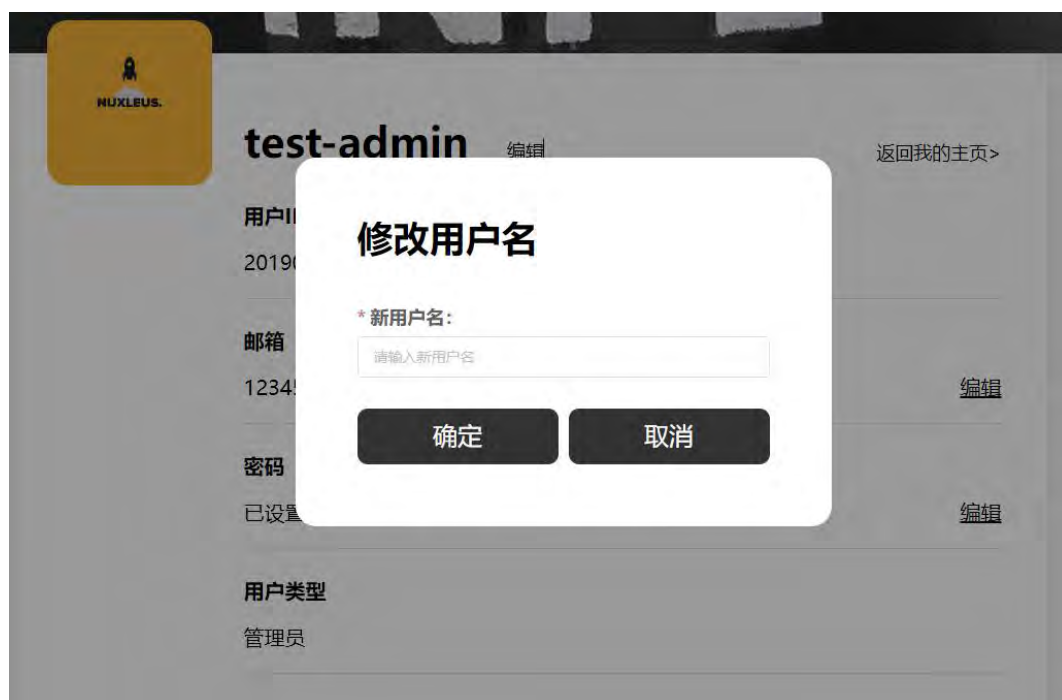 NUXLEUS.
test-admin 编辑
返回我的主页>
用户I
2019
修改用户名
* 新用户名:
请输入新用户名
确定 取消
邮箱
1234
编辑
密码
已设置
编辑
用户类型
管理员